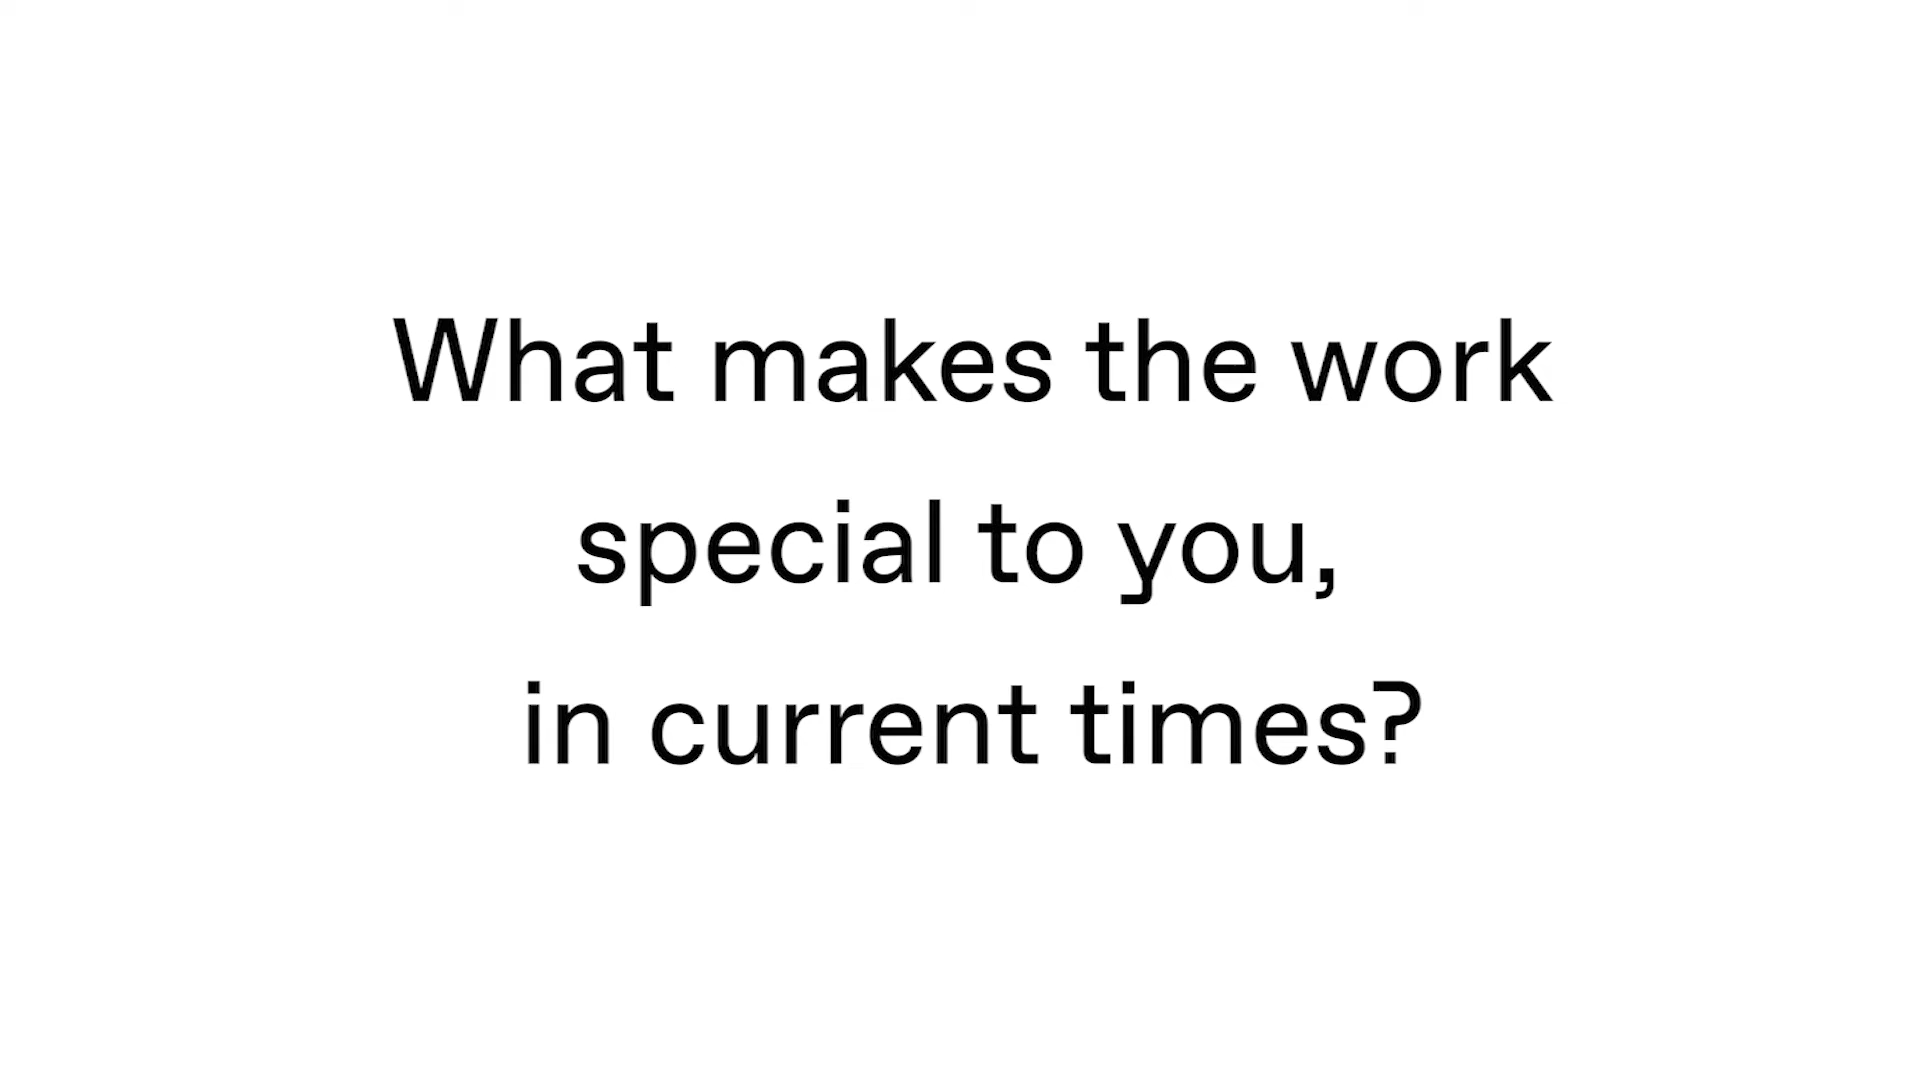 What makes the work
special to you,
in current times?